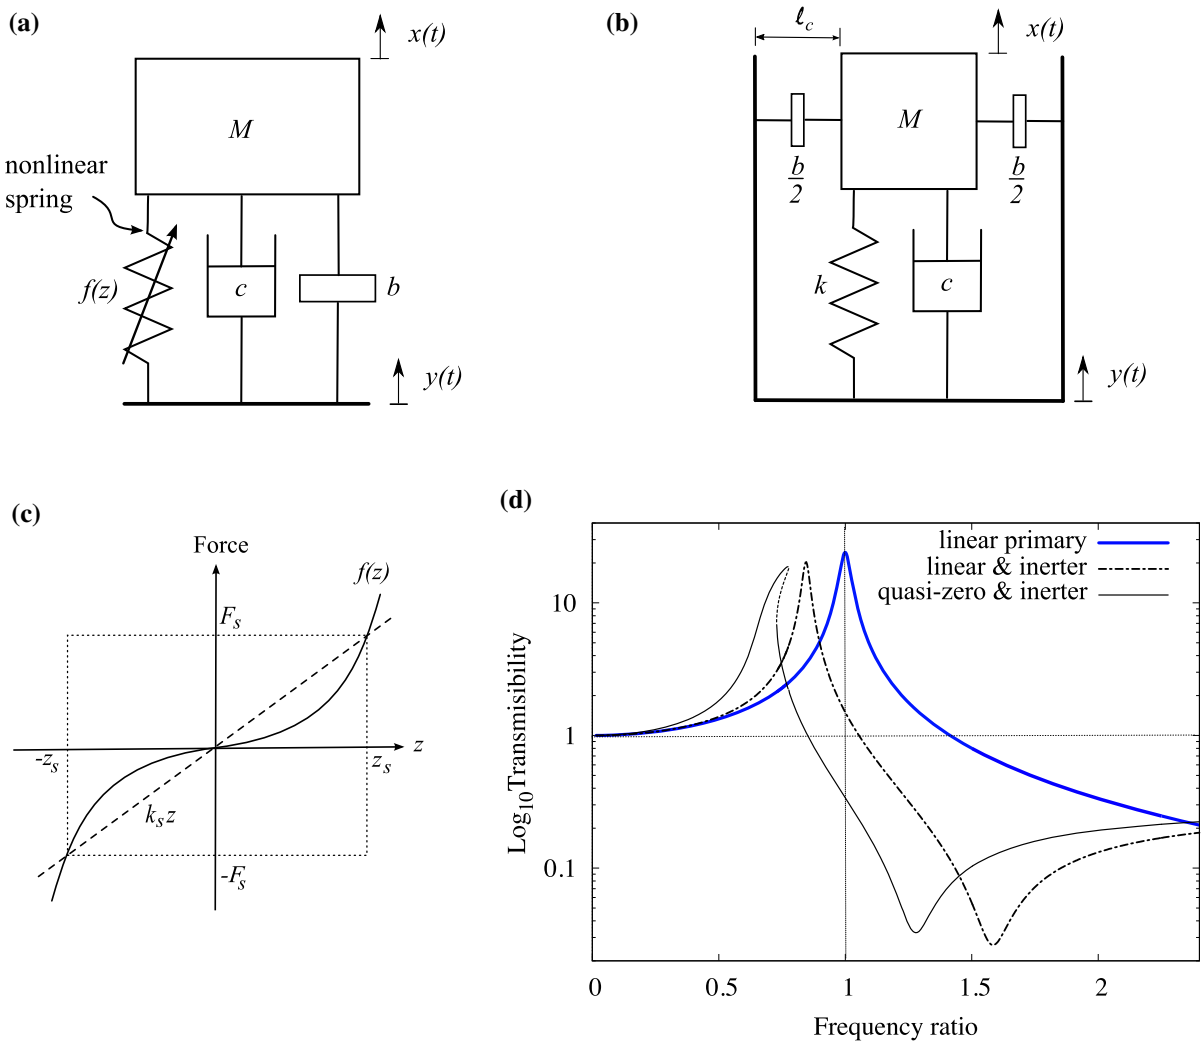 (a)
x(t)
M
nonlinear
spring
f(z)
c
b
y(t)
(b)
ℓc
x(t)
M
b
2
b
2
k
c
y(t)
(c)
Force
f(z)
Fs
-zs
zs
z
ksz
-Fs
(d)
linear primary
linear & inerter
quasi-zero & inerter
Log10Transmisibility
10
1
0.1
0
0.5
1
1.5
2
Frequency ratio